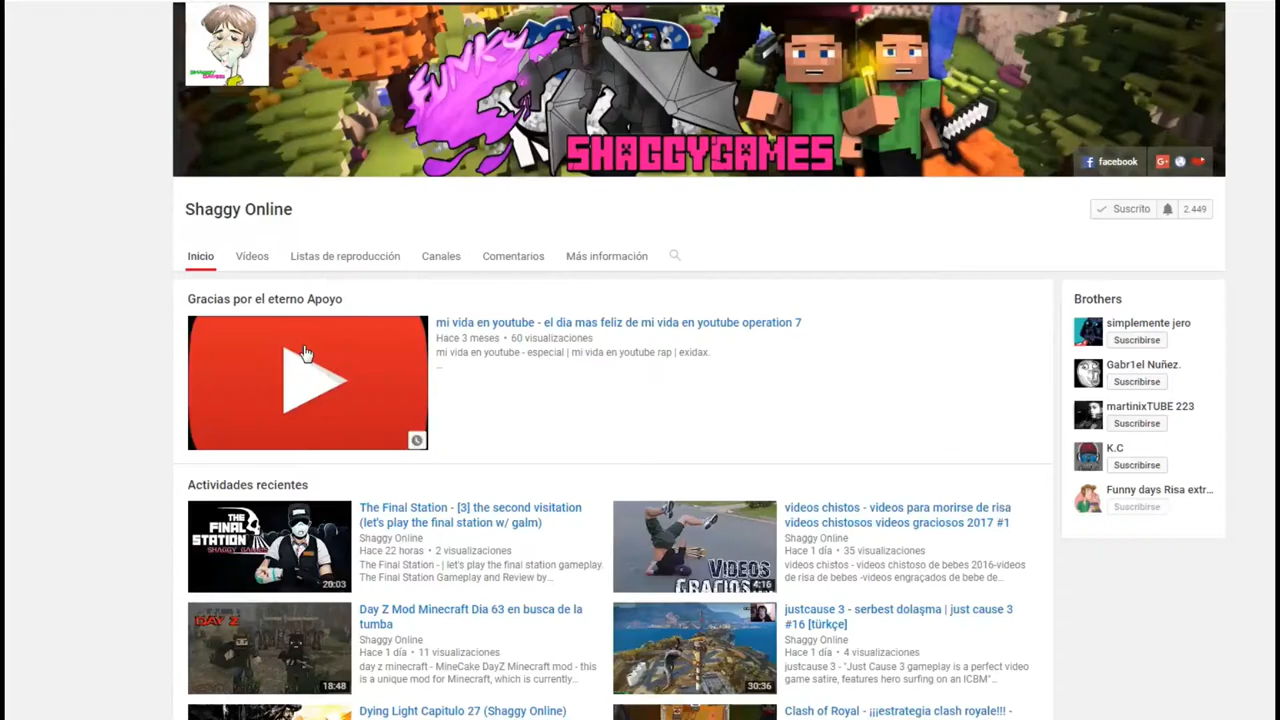 SHAGGY GAMES
SHAGGYGAMES
facebook
Shaggy Online
Suscrito 2.449
Inicio Vídeos Listas de reproducción Canales Comentarios Más información
Gracias por el eterno Apoyo
mi vida en youtube - el dia mas feliz de mi vida en youtube operation 7
Hace 3 meses • 60 visualizaciones
mi vida en youtube - especial | mi vida en youtube rap | exidax.
...
Brothers
simplemente jero
Suscribirse
Gabr1el Nuñez.
Suscribirse
martinixTUBE 223
Suscribirse
K.C
Suscribirse
Funny days Risa extr...
Suscribirse
Actividades recientes
THE FINAL STATION
SHAGGY GAMES
20:03
The Final Station - [3] the second visitation
(let's play the final station w/ galm)
Shaggy Online
Hace 22 horas • 2 visualizaciones
The Final Station - | let's play the final station gameplay.
The Final Station Gameplay and Review by...
VIDEOS
GRACIOSOS
4:16
videos chistos - videos para morirse de risa
videos chistosos videos graciosos 2017 #1
Shaggy Online
Hace 1 día • 35 visualizaciones
videos chistos - videos chistoso de bebes 2016-videos
de risa de bebes -videos engraçados de bebe de...
DAY Z
18:48
Day Z Mod Minecraft Dia 63 en busca de la
tumba
Shaggy Online
Hace 1 día • 11 visualizaciones
day z minecraft - MineCake DayZ Minecraft mod - this
is a unique mod for Minecraft, which is currently...
30:36
justcause 3 - serbest dolaşma | just cause 3
#16 [türkçe]
Shaggy Online
Hace 1 día • 4 visualizaciones
justcause 3 - "Just Cause 3 gameplay is a perfect video
game satire, features hero surfing on an ICBM"...
Dying Light Capitulo 27 (Shaggy Online)
Clash of Royal - ¡¡¡estrategia clash royale!!! -